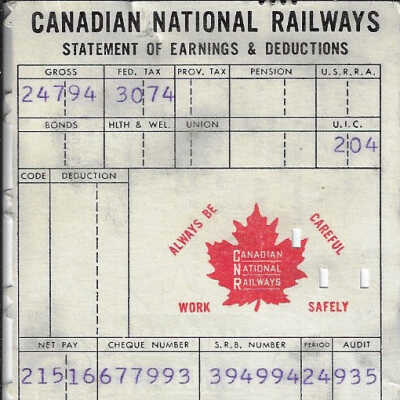 CANADIAN NATIONAL RAILWAYS
STATEMENT OF EARNINGS & DEDUCTIONS
GROSS FED. TAX PROV. TAX PENSION U.S.R.R.A.
24794 3074
BONDS HLTH & WEL. UNION U.I.C.
204
CODE DEDUCTION
ALWAYS BE CAREFUL
CANADIAN
NATIONAL
RAILWAYS
WORK SAFELY
NET PAY CHEQUE NUMBER S.R.B. NUMBER PERIOD AUDIT
21516677993 39499424935